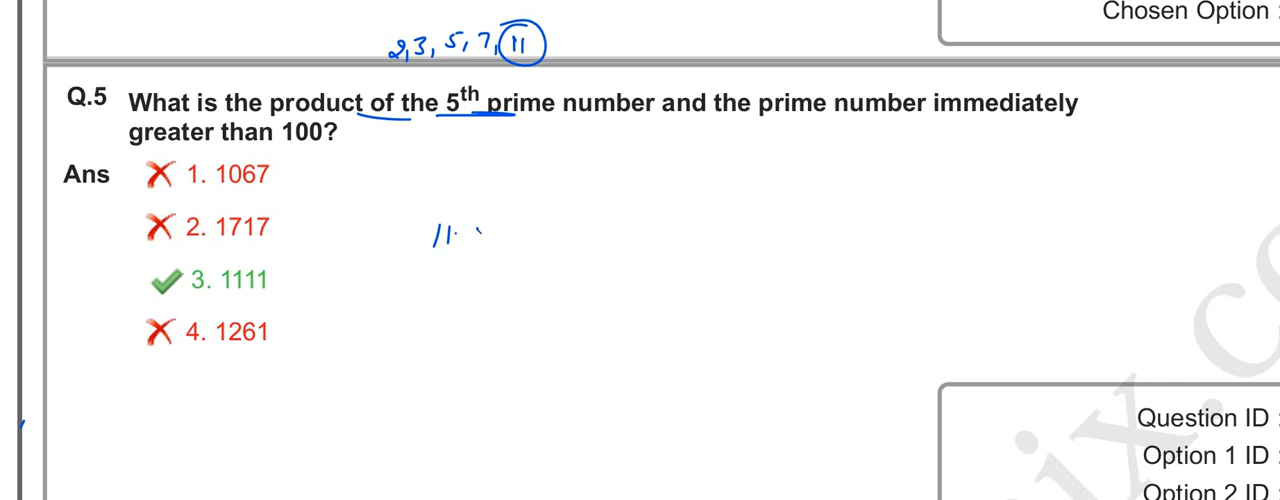 Chosen Option :
2,3, 5, 7, 11
Q.5 What is the product of the 5th prime number and the prime number immediately
greater than 100?
Ans 1. 1067
2. 1717
11.
3. 1111
4. 1261
ix.co
Question ID :
Option 1 ID :
Option 2 ID :